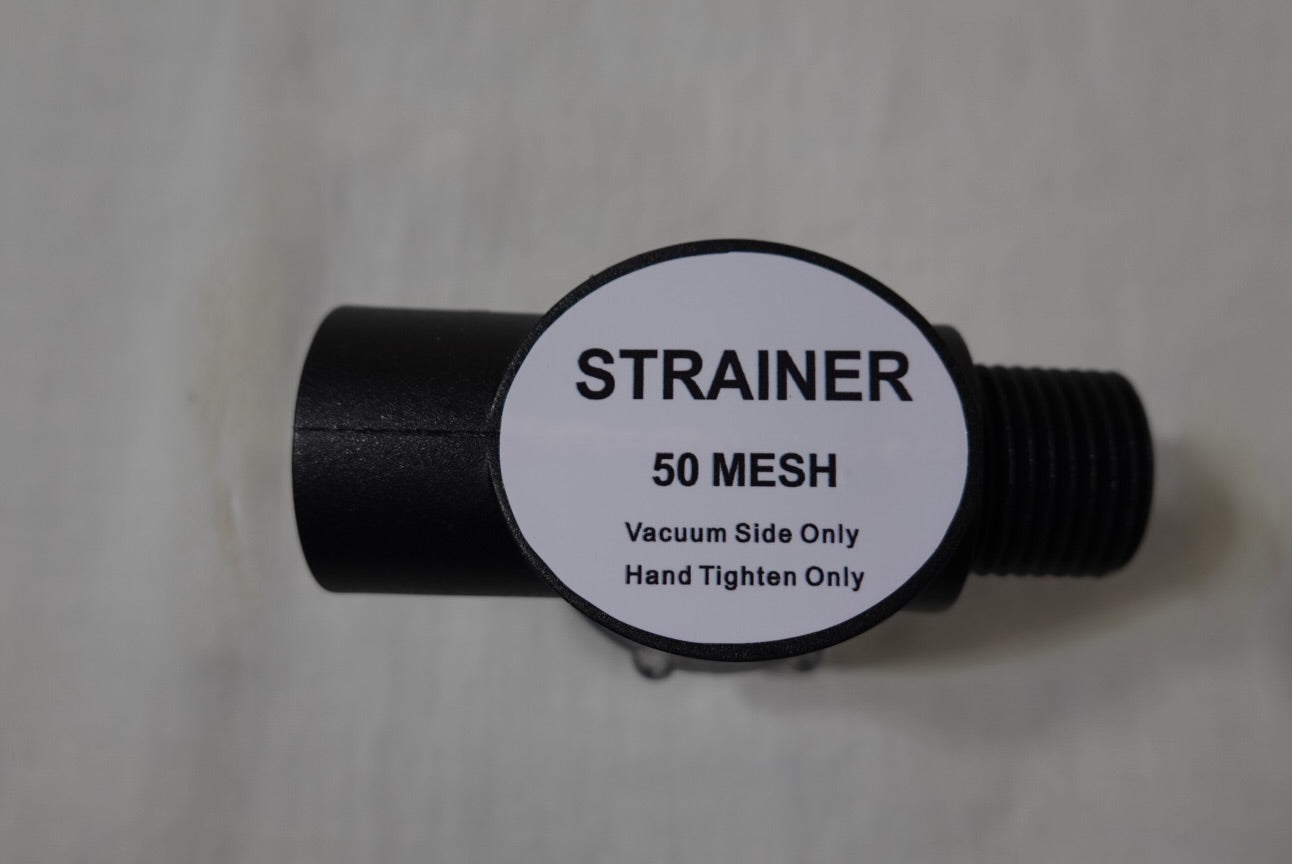 STRAINER
50 MESH
Vacuum Side Only
Hand Tighten Only